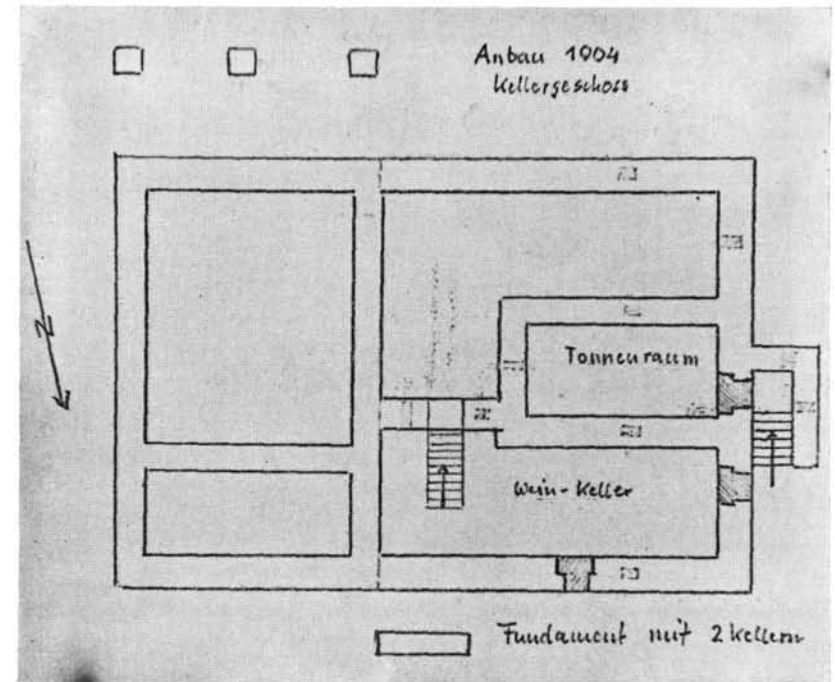 Anbau 1904
Kellergeschoss
Tonnenraum
Wein-Keller
Fundament mit 2 Kellern